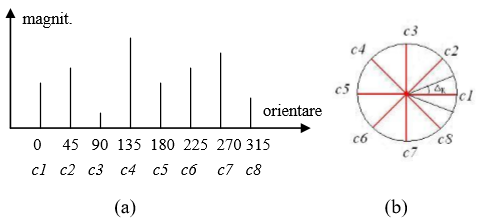 magnit.
orientare
0 45 90 135 180 225 270 315
c1 c2 c3 c4 c5 c6 c7 c8
(a)
c3
c4 c2
c5 c1
c6 c8
c7
(b)